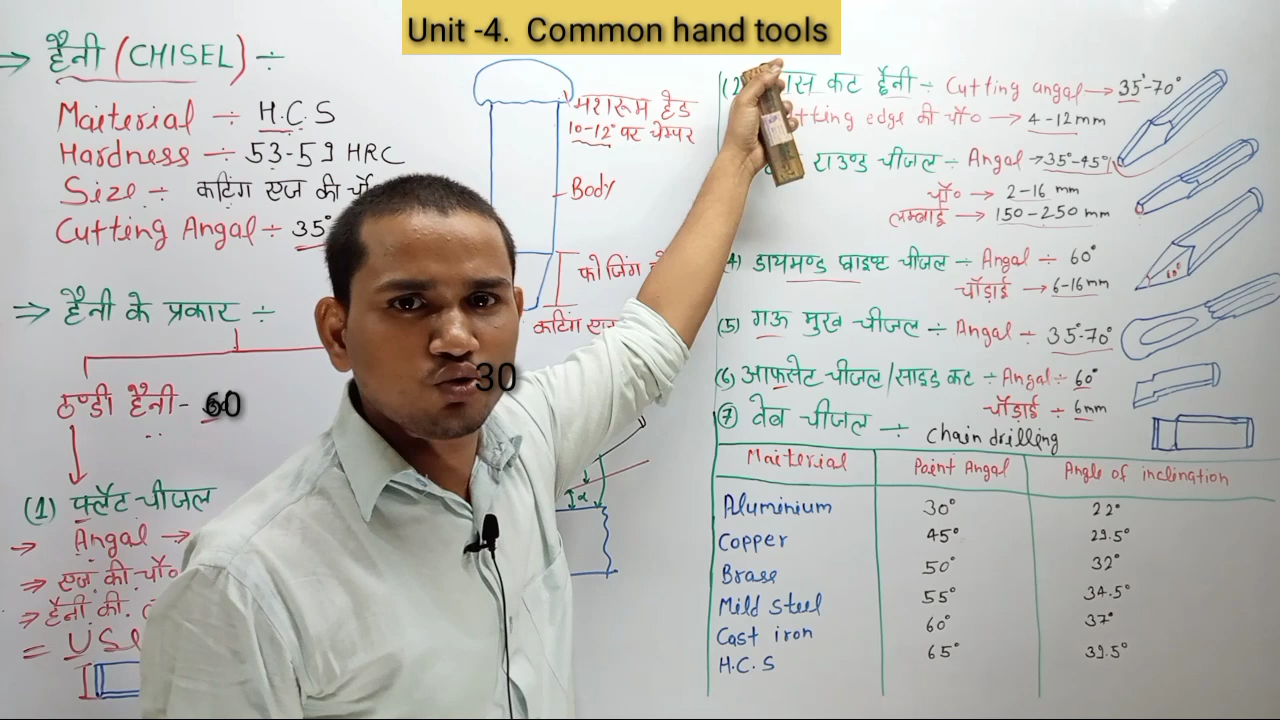 Unit -4. Common hand tools
⇒ हैनी (CHISEL) ÷
Maiterial ÷ H.C.S
Hardness ÷ 53-59 HRC
Size ÷ कटिंग एज की
Cutting Angal ÷ 35°
⇒ हैनी के प्रकार ÷
ठण्डी हैनी- 60
(1) फ्लैट चीजल
→ Angal →
⇒ एज की चौ०
⇒ हैनी की
= USE
मशरूम हेड
10-12° पर चेम्पर
Body
फोर्जिंग
कटिंग एज
α
30
(2) कट हैनी ÷ Cutting angal → 35°-70°
edge की चौ० → 4-12mm
राउण्ड चीजल ÷ Angal → 35°-45°
चौ० → 2-16 mm
लम्बाई → 150-250 mm
(4) डायमण्ड प्वाइण्ट चीजल ÷ Angal ÷ 60°
चौड़ाई → 6-16mm
60°
(5) गऊ मुख चीजल ÷ Angal ÷ 35°-70°
(6) आफसेट चीजल/साइड कट ÷ Angal ÷ 60°
चौड़ाई ÷ 6mm
(7) वेब चीजल ÷ chain drilling
Maiterial Paint Angal Angle of inclination
Aluminium 30° 22°
Copper 45° 29.5°
Brase 50° 32°
Mild steel 55° 34.5°
Cast iron 60° 37°
H.C.S 65° 39.5°